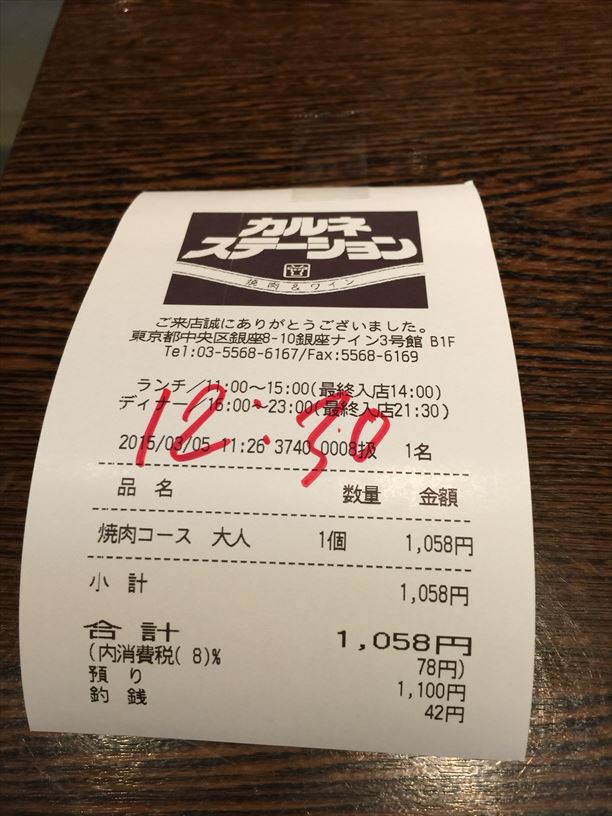 カルネ
ステーション
焼肉&ワイン
ご来店誠にありがとうございました。
東京都中央区銀座8-10銀座ナイン3号館 B1F
Tel:03-5568-6167/Fax:5568-6169
ランチ/11:00～15:00(最終入店14:00)
ディナー/16:00～23:00(最終入店21:30)
12:30
2015/03/05 11:26 3740 0008扱 1名
品 名 数量 金額
焼肉コース 大人 1個 1,058円
小 計 1,058円
合計 1,058円
(内消費税( 8)% 78円)
預 り 1,100円
釣 銭 42円